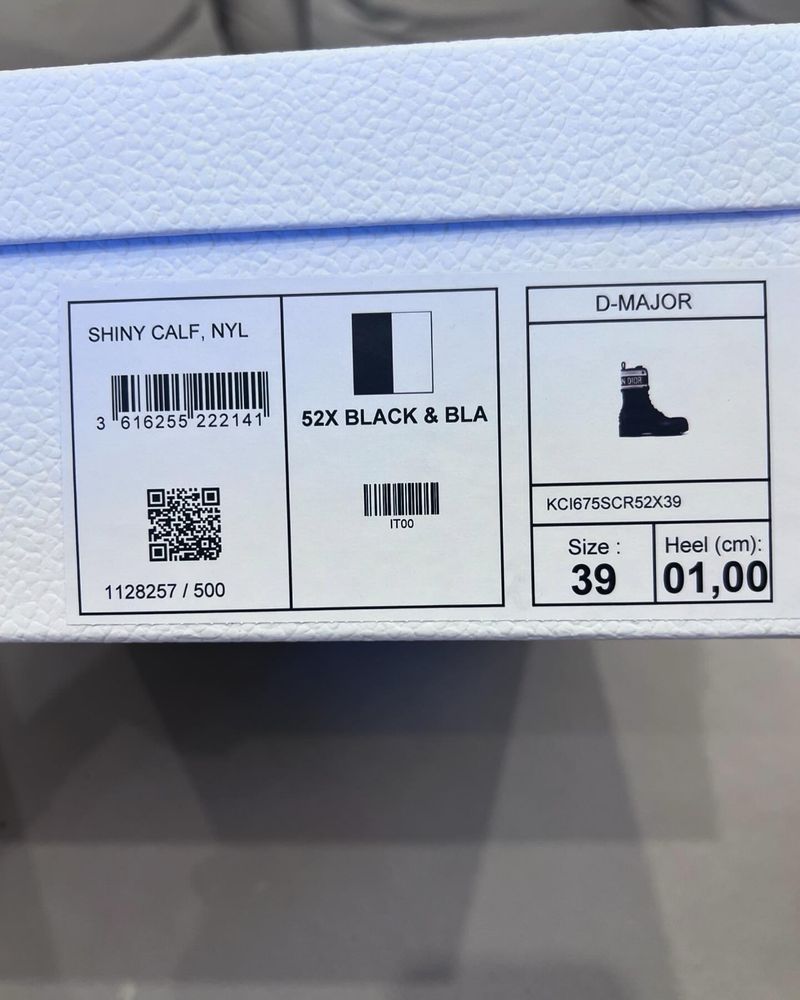 SHINY CALF, NYL
3 616255 222141
1128257 / 500
52X BLACK & BLA
IT00
D-MAJOR
N DIOR
KCI675SCR52X39
Size :
39
Heel (cm):
01,00